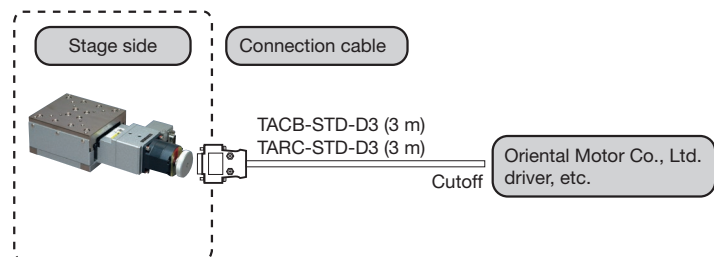 Stage side
Connection cable
TACB-STD-D3 (3 m)
TARC-STD-D3 (3 m)
Cutoff
Oriental Motor Co., Ltd.
driver, etc.